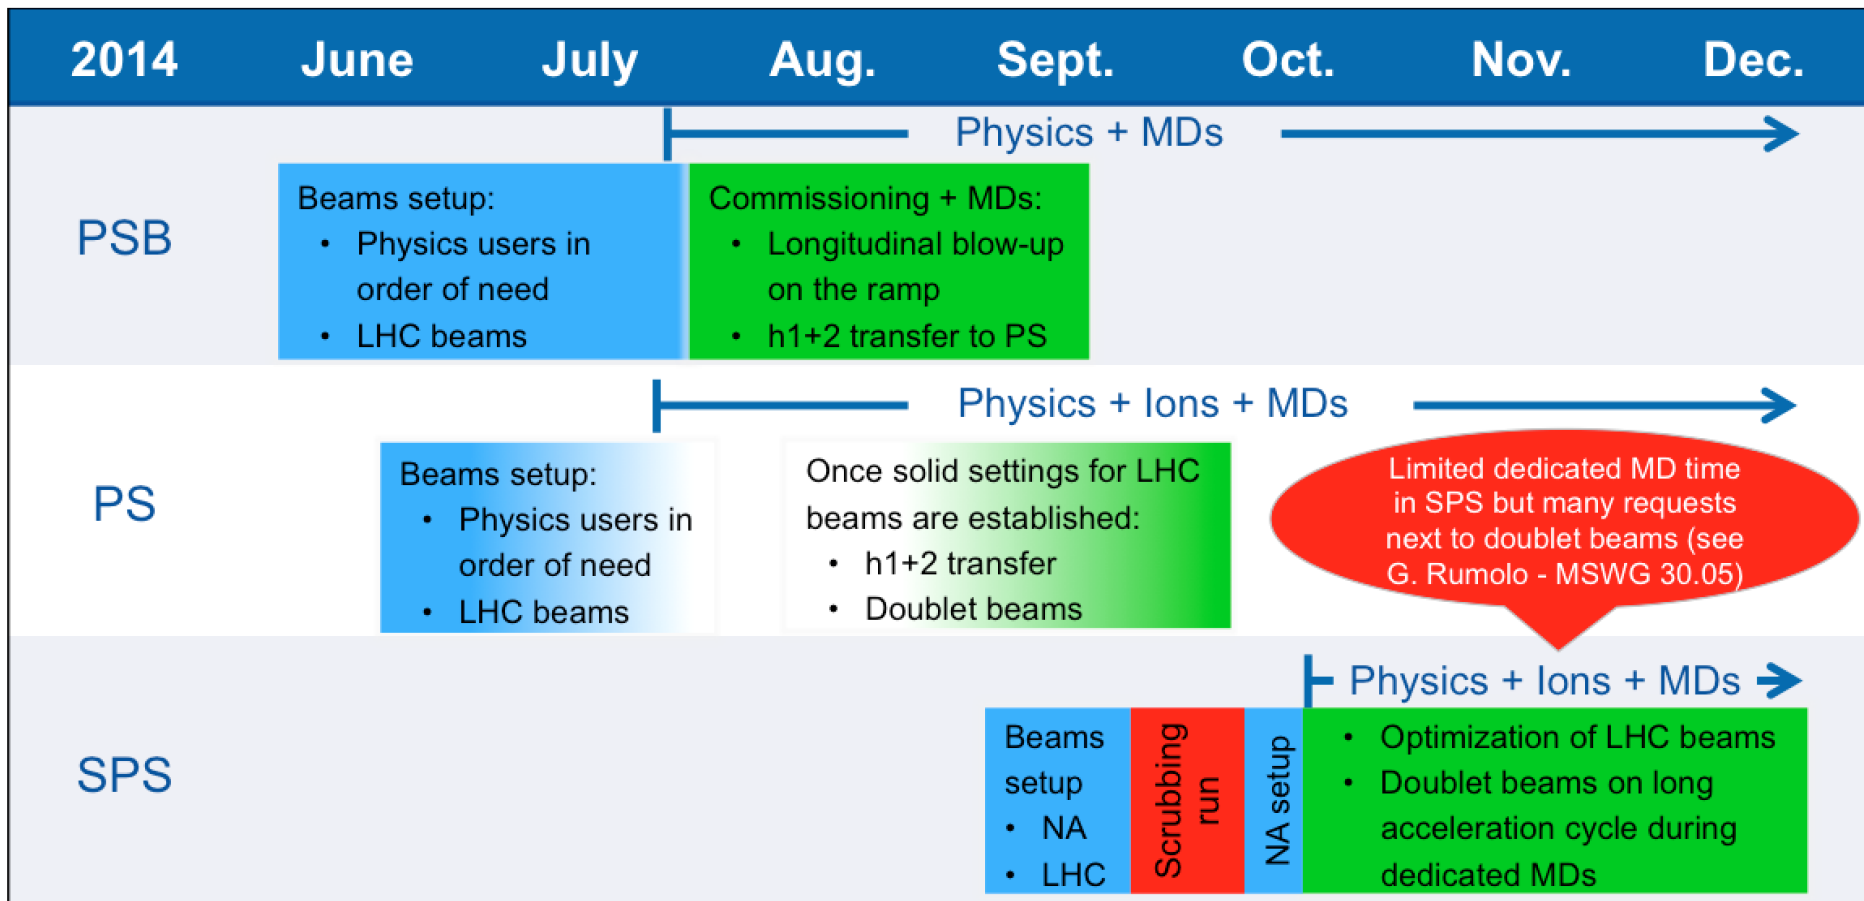 2014 June July Aug. Sept. Oct. Nov. Dec.
Physics + MDs
PSB
Beams setup:
• Physics users in
order of need
• LHC beams
Commissioning + MDs:
• Longitudinal blow-up
on the ramp
• h1+2 transfer to PS
Physics + Ions + MDs
PS
Beams setup:
• Physics users in
order of need
• LHC beams
Once solid settings for LHC
beams are established:
• h1+2 transfer
• Doublet beams
Limited dedicated MD time
in SPS but many requests
next to doublet beams (see
G. Rumolo - MSWG 30.05)
Physics + Ions + MDs
SPS
Beams
setup
• NA
• LHC
Scrubbing
run
NA setup
• Optimization of LHC beams
• Doublet beams on long
acceleration cycle during
dedicated MDs